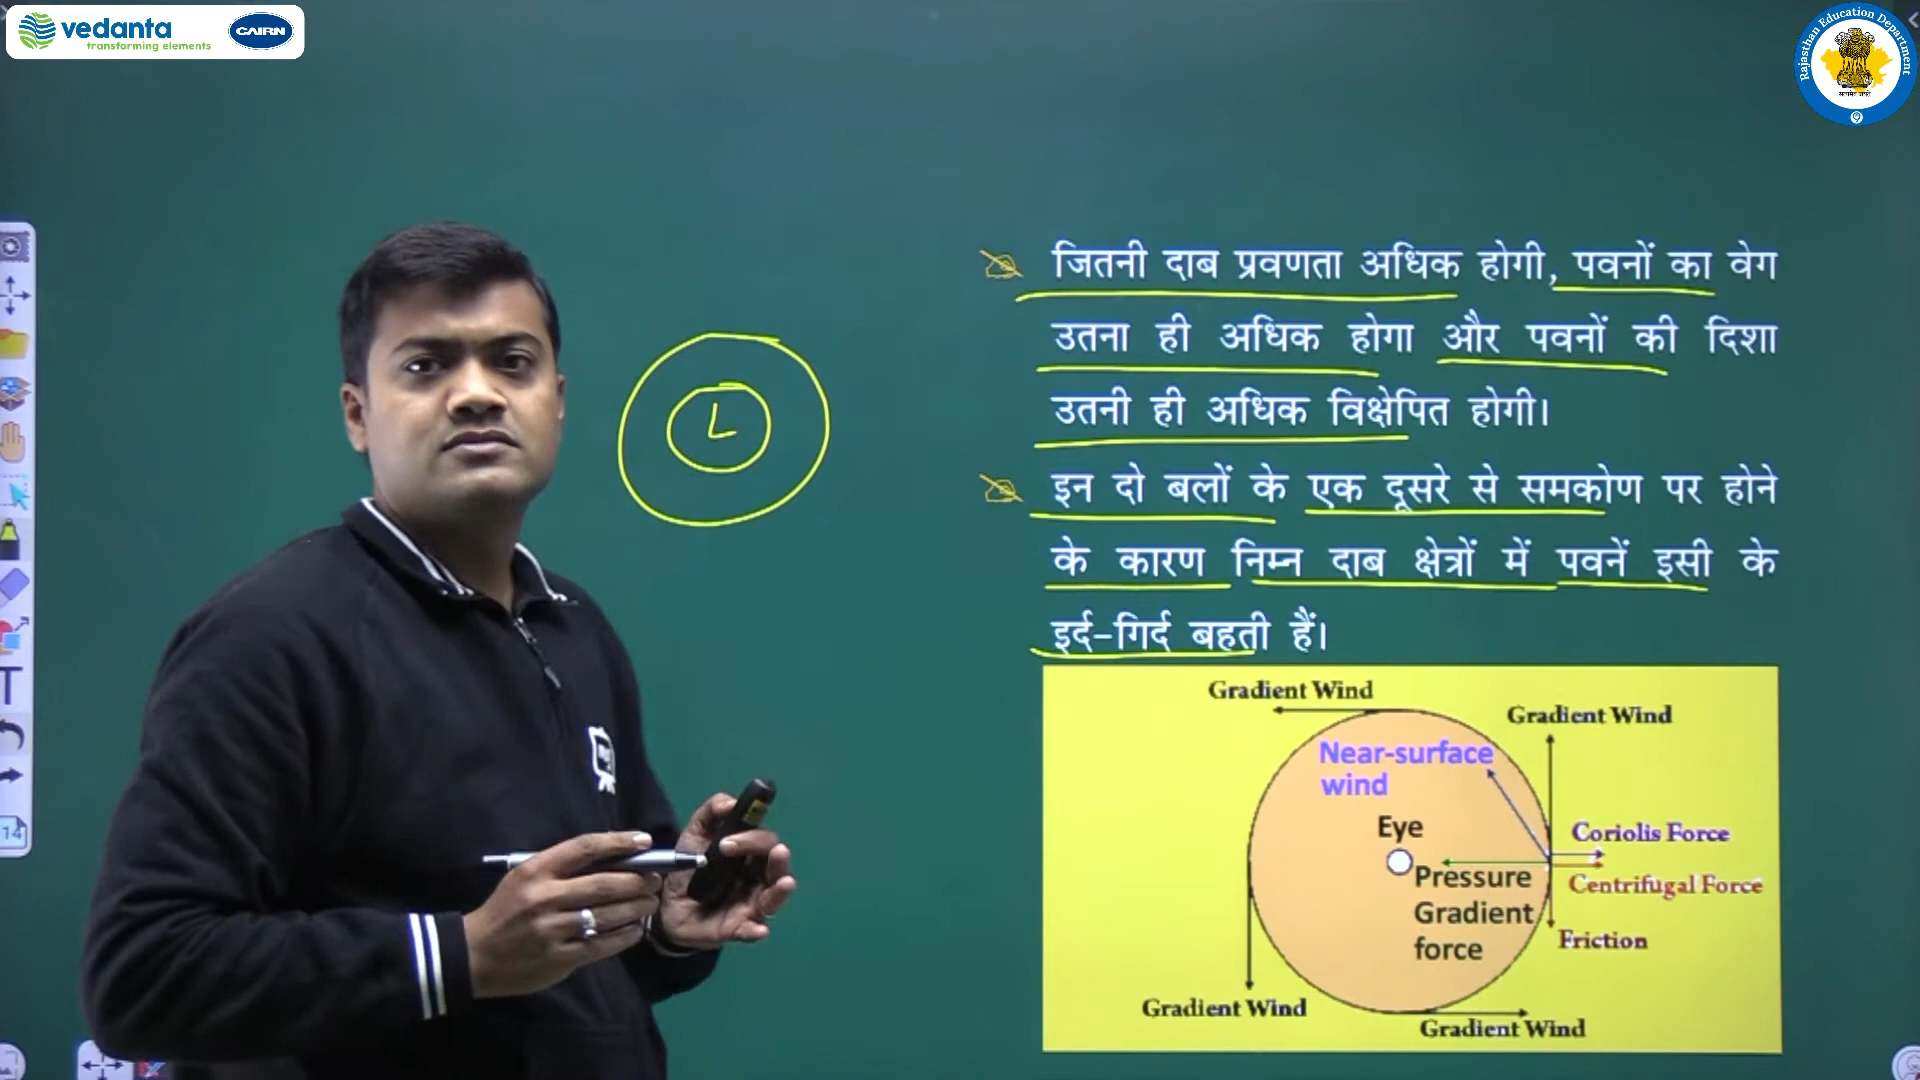 vedanta
transforming elements
CAIRN
Rajasthan Education Department
जितनी दाब प्रवणता अधिक होगी, पवनों का वेग
उतना ही अधिक होगा और पवनों की दिशा
उतनी ही अधिक विक्षेपित होगी।
इन दो बलों के एक दूसरे से समकोण पर होने
के कारण निम्न दाब क्षेत्रों में पवनें इसी के
इर्द-गिर्द बहती हैं।
L
Gradient Wind
Gradient Wind
Near-surface
wind
Eye
Coriolis Force
Pressure
Centrifugal Force
Gradient
Friction
force
Gradient Wind
Gradient Wind
T
14